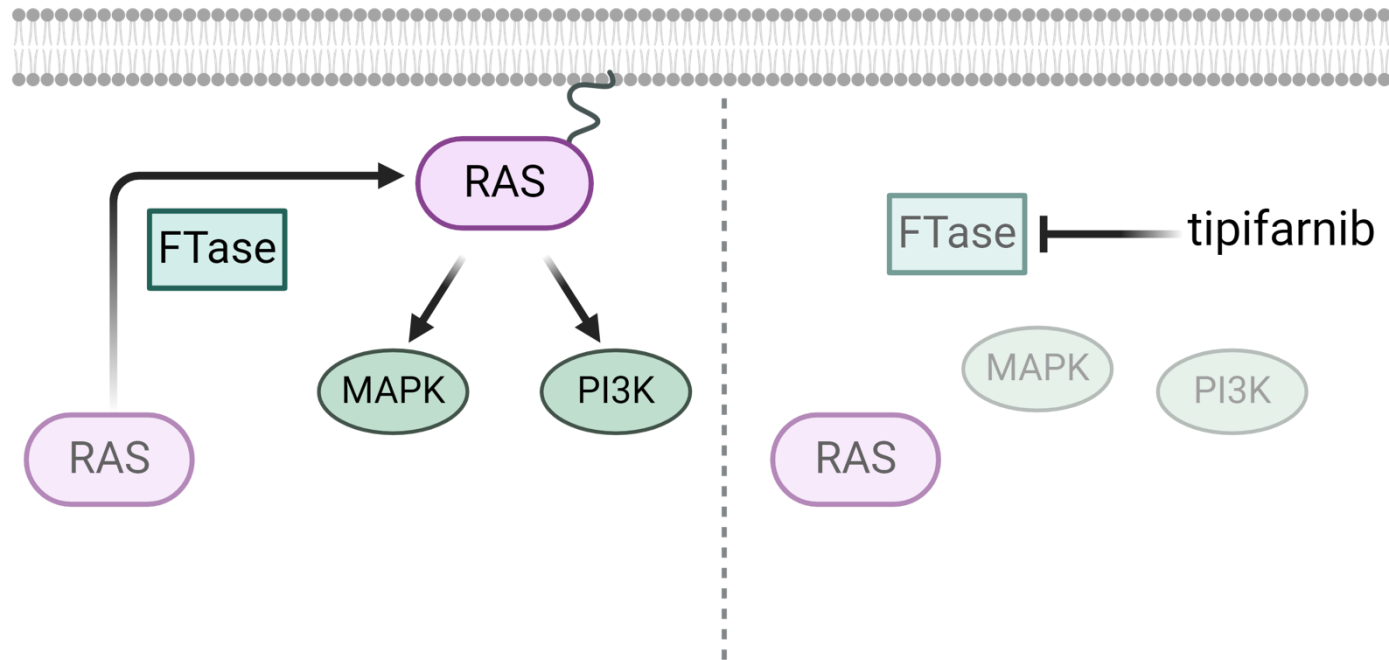 RAS
FTase
MAPK
PI3K
RAS
FTase
tipifarnib
MAPK
PI3K
RAS